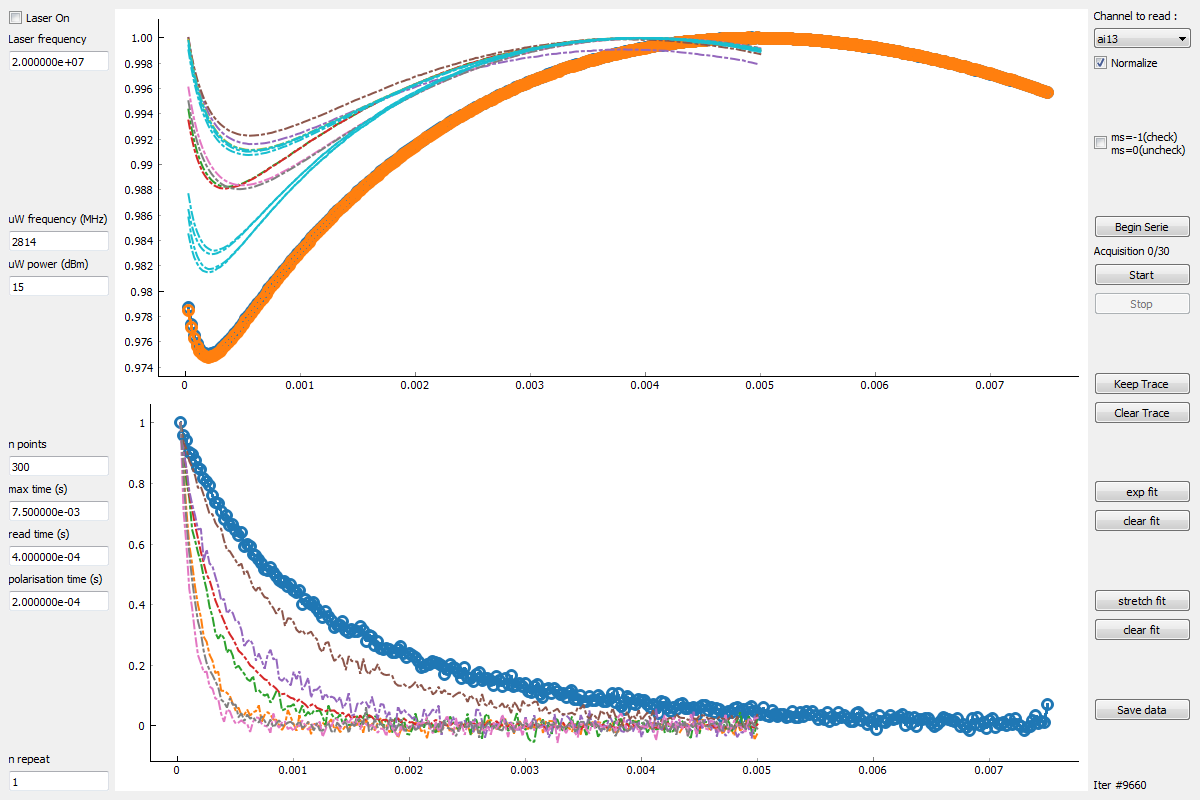 Laser On
Laser frequency
2.000000e+07
uW frequency (MHz)
2814
uW power (dBm)
15
n points
300
max time (s)
7.500000e-03
read time (s)
4.000000e-04
polarisation time (s)
2.000000e-04
n repeat
1
1.00
0.998
0.996
0.994
0.992
0.99
0.988
0.986
0.984
0.982
0.98
0.978
0.976
0.974
0 0.001 0.002 0.003 0.004 0.005 0.006 0.007
1
0.8
0.6
0.4
0.2
0
0 0.001 0.002 0.003 0.004 0.005 0.006 0.007
Channel to read :
ai13
Normalize
ms=-1(check)
ms=0(uncheck)
Begin Serie
Acquisition 0/30
Start
Stop
Keep Trace
Clear Trace
exp fit
clear fit
stretch fit
clear fit
Save data
Iter #9660